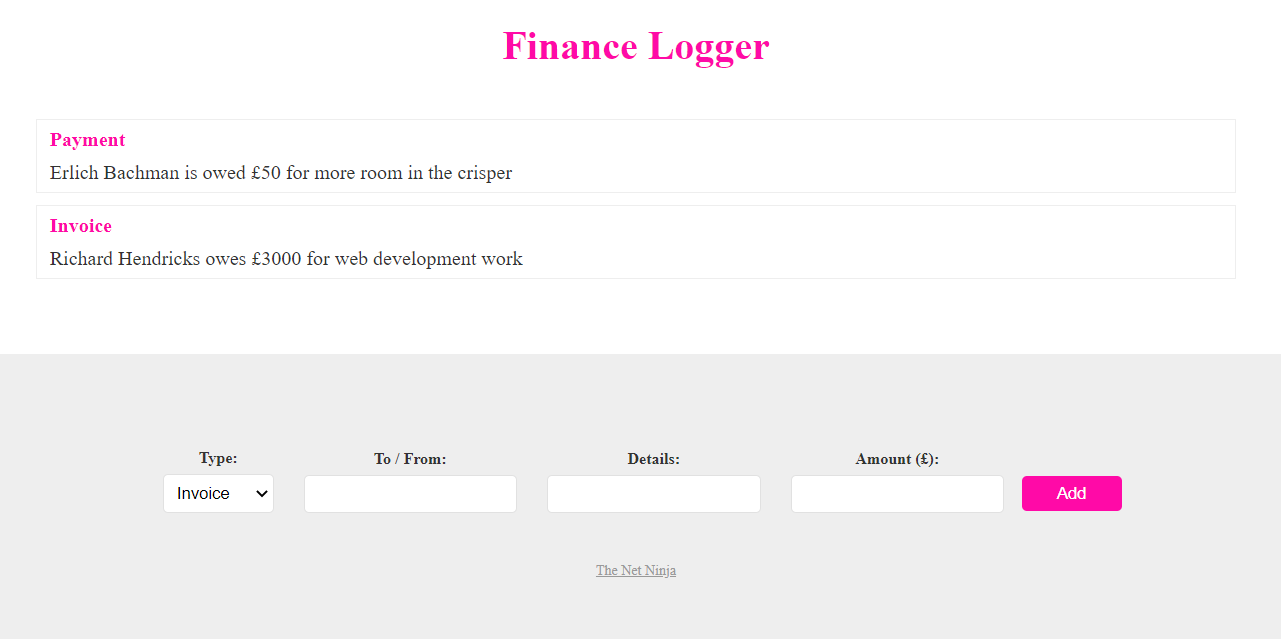 Finance Logger
Payment
Erlich Bachman is owed £50 for more room in the crisper
Invoice
Richard Hendricks owes £3000 for web development work
Type:
To / From:
Details:
Amount (£):
Invoice
Add
The Net Ninja